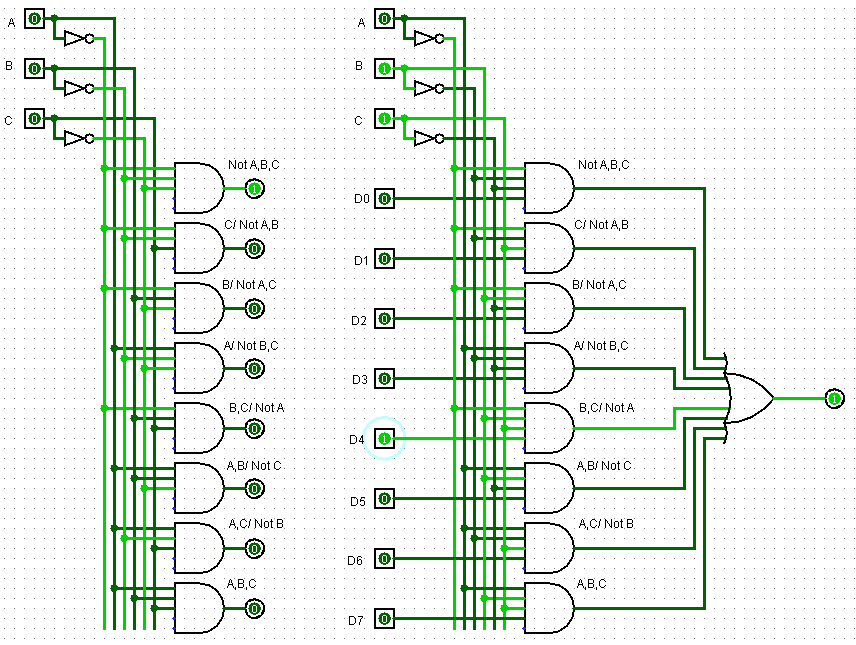 A
0
B
0
C
0
Not A,B,C
1
C/ Not A,B
0
B/ Not A,C
0
A/ Not B,C
0
B,C/ Not A
0
A,B/ Not C
0
A,C/ Not B
0
A,B,C
0
A
0
B
1
C
1
Not A,B,C
D0 0
C/ Not A,B
D1 0
B/ Not A,C
D2 0
A/ Not B,C
D3 0
1
B,C/ Not A
D4 1
A,B/ Not C
D5 0
A,C/ Not B
D6 0
A,B,C
D7 0